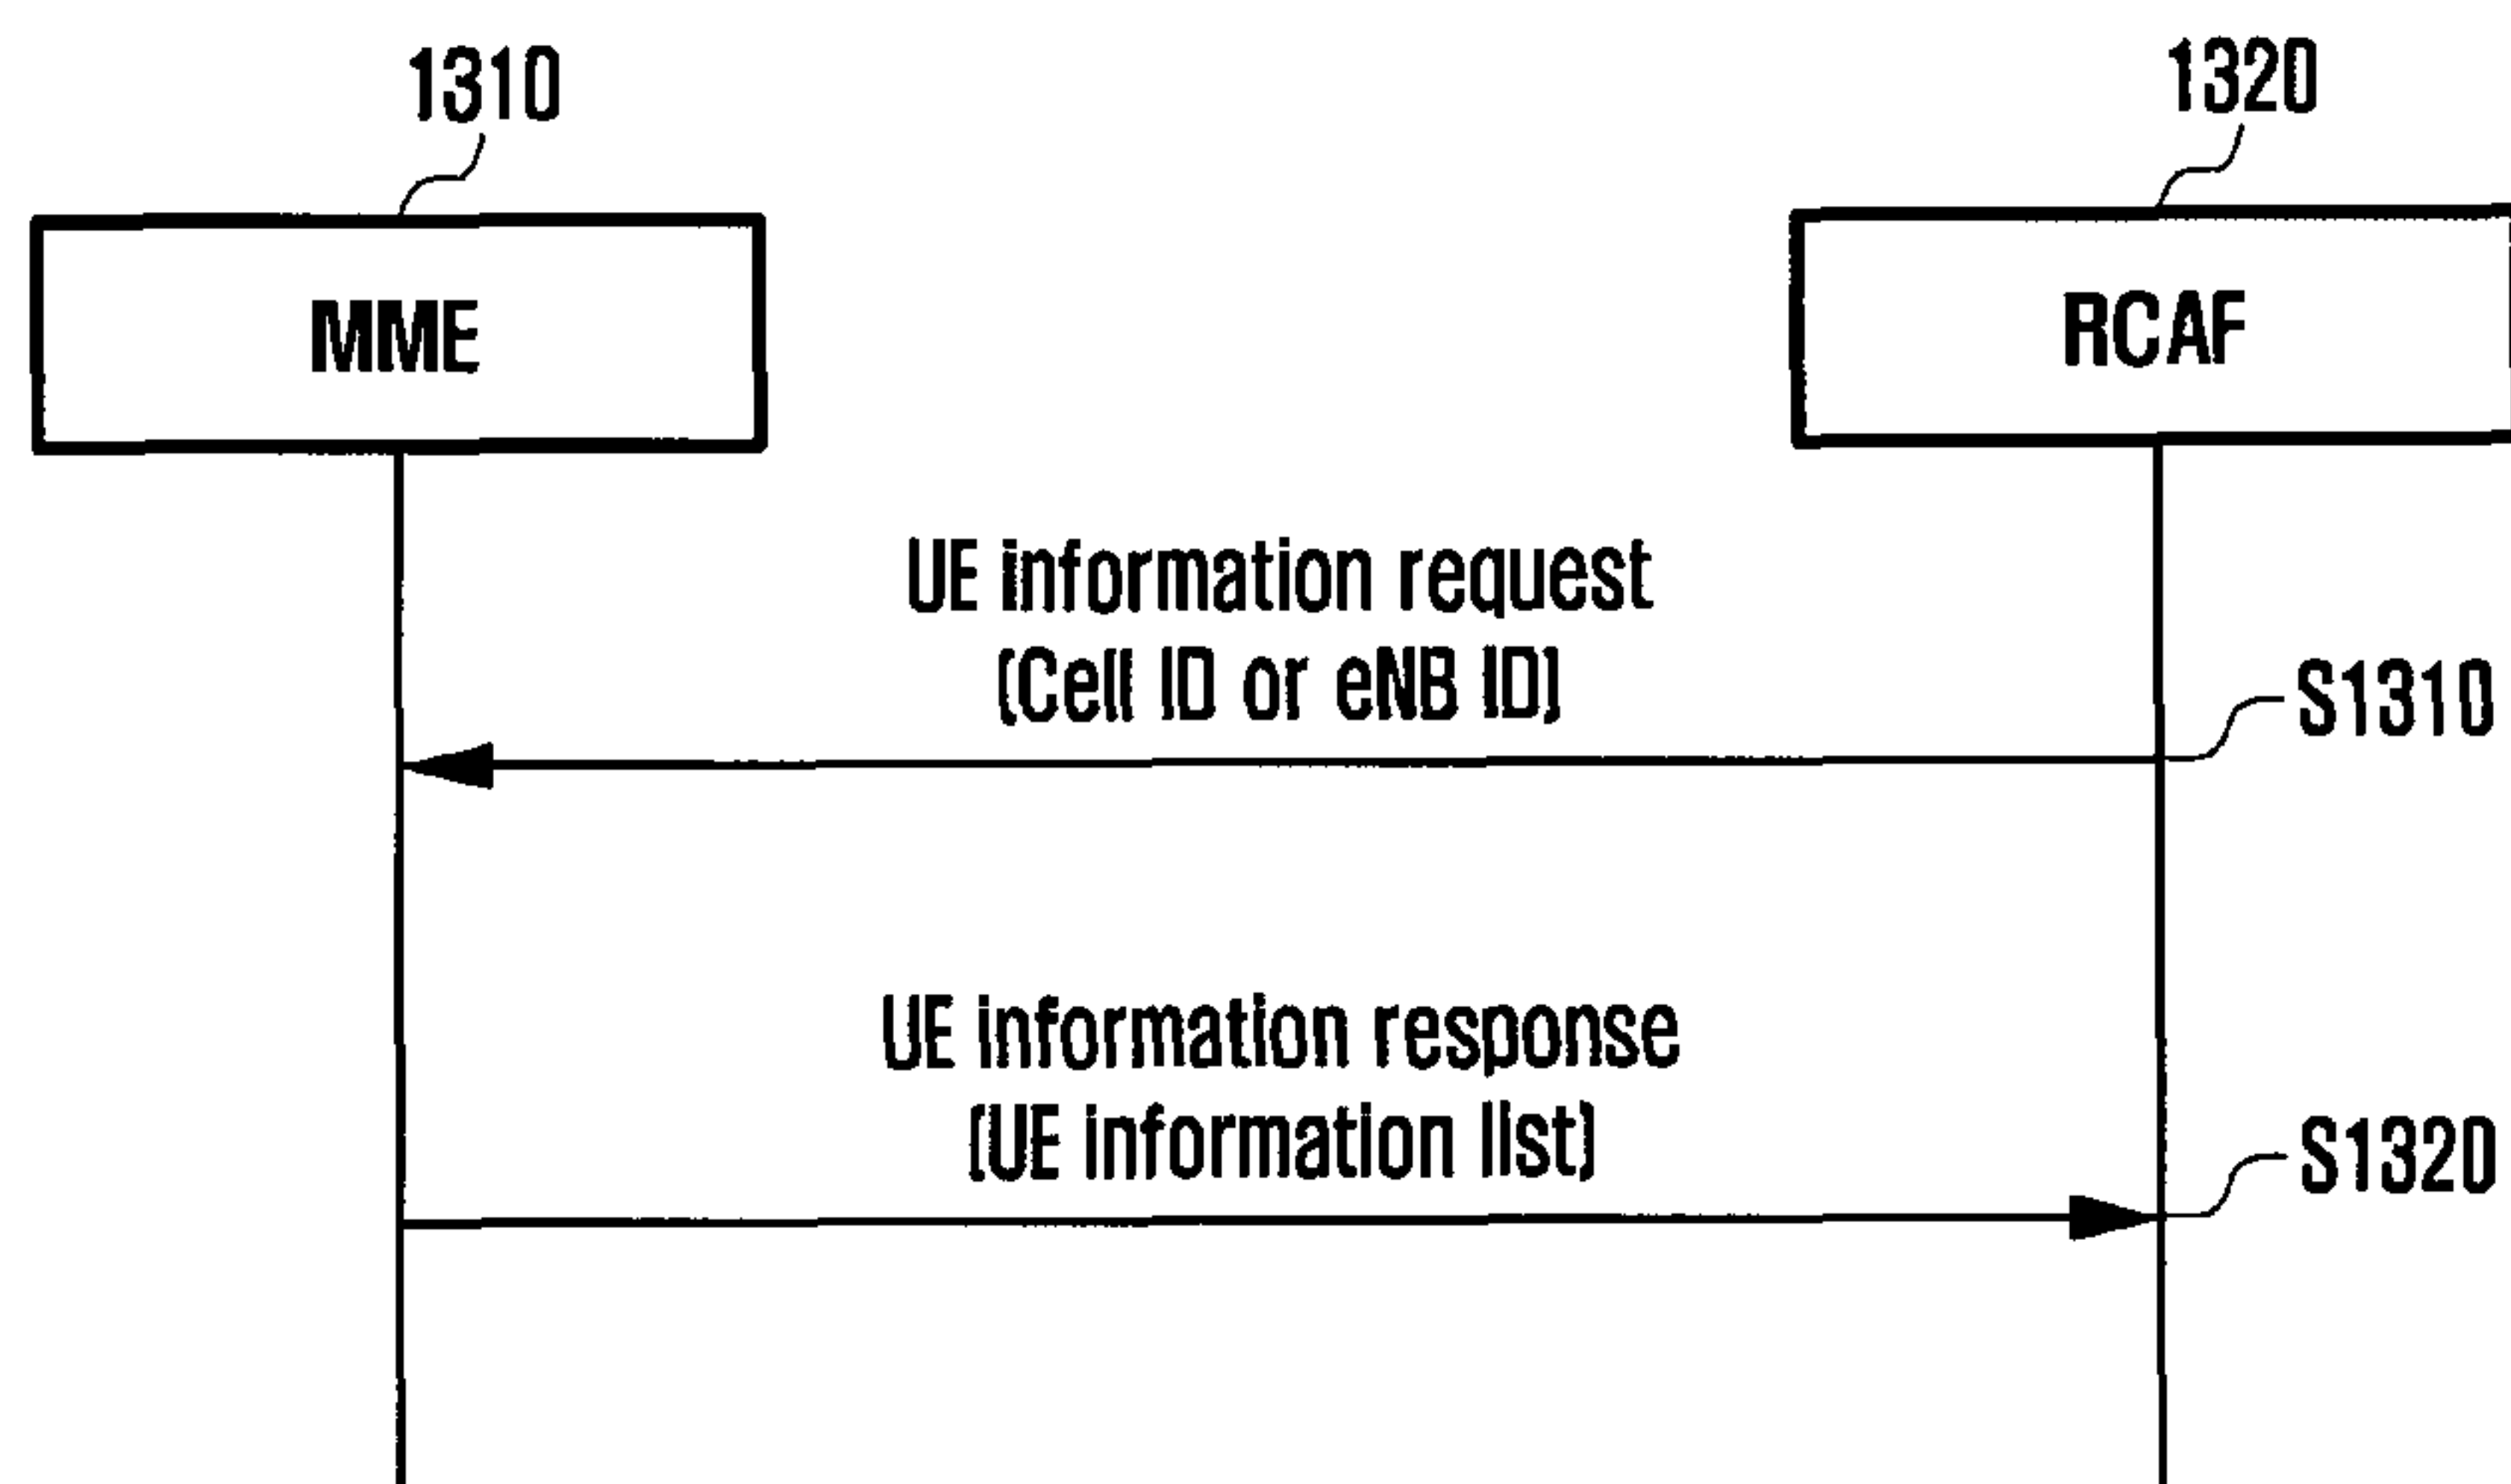 1310
1320
MME
RCAF
UE information request
(Cell ID or eNB ID)
S1310
UE information response
(UE information list)
S1320